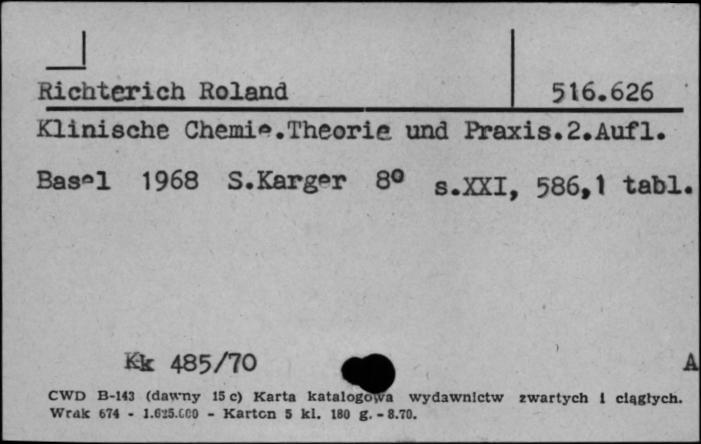 Richterich Roland 516.626
Klinische Chemie.Theorie und Praxis.2.Aufl.
Basel 1968 S.Karger 8° s.XXI, 586,1 tabl.
Kk 485/70 A
CWD B-143 (dawny 15 c) Karta katalogowa wydawnictw zwartych i ciągłych.
Wrak 674 - 1.625.000 - Karton 5 kl. 180 g. - 8.70.